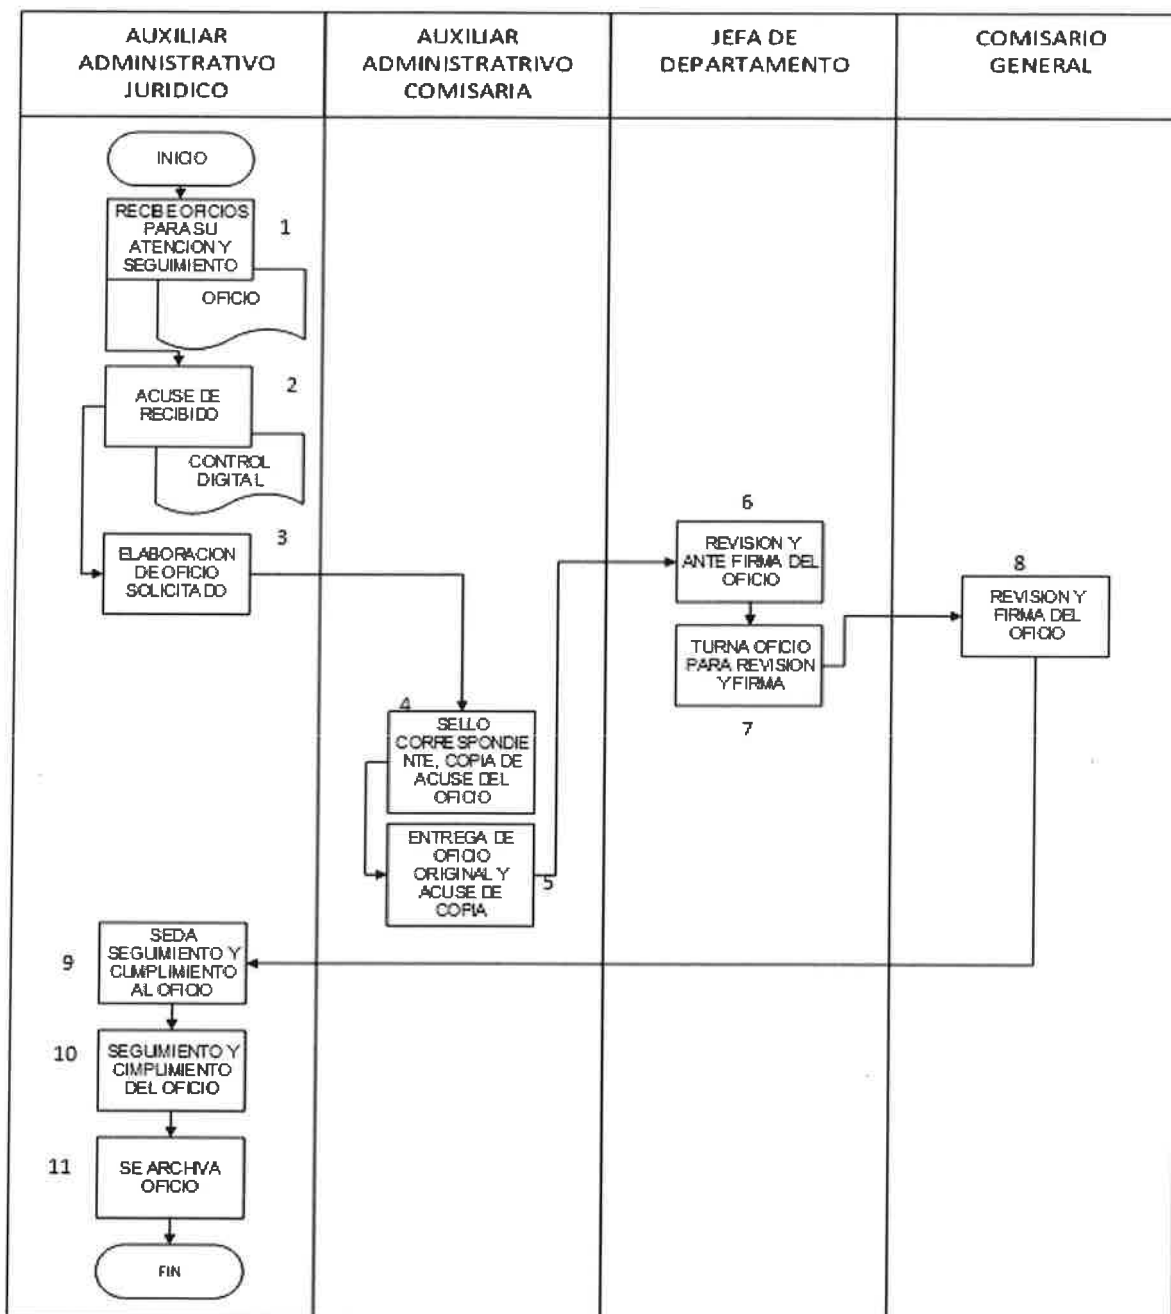 AUXILIAR
ADMINISTRATIVO
JURIDICO
AUXILIAR
ADMINISTRATRIVO
COMISARIA
JEFA DE
DEPARTAMENTO
COMISARIO
GENERAL
INICIO
RECIBE OFICIOS
PARA SU
ATENCION Y
SEGUIMIENTO
1
OFICIO
ACUSE DE
RECIBIDO
2
CONTROL
DIGITAL
ELABORACION
DE OFICIO
SOLICITADO
3
4
SELLO
CORRESPONDIE
NTE, COPIA DE
ACUSE DEL
OFICIO
ENTREGA DE
OFICIO
ORIGINAL Y
ACUSE DE
COPIA
5
6
REVISION Y
ANTE FIRMA DEL
OFICIO
TURNA OFICIO
PARA REVISION
Y FIRMA
7
8
REVISION Y
FIRMA DEL
OFICIO
9
SE DA
SEGUIMIENTO Y
CUMPLIMIENTO
AL OFICIO
10
SEGUIMIENTO Y
CIMPLIMIENTO
DEL OFICIO
11
SE ARCHIVA
OFICIO
FIN